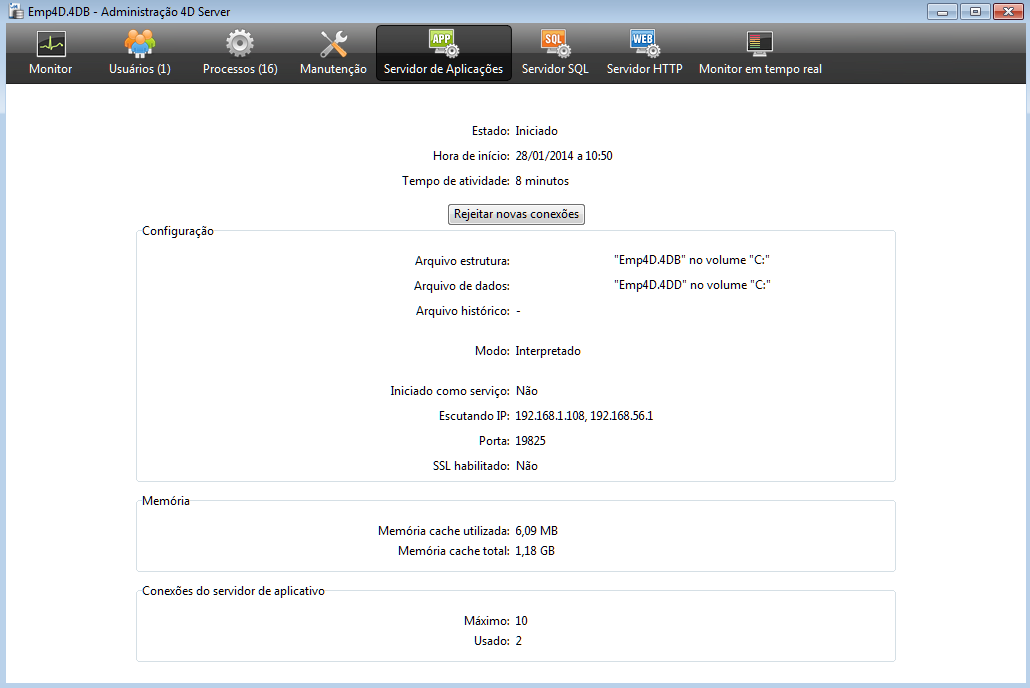 Emp4D.4DB - Administração 4D Server
Monitor
Usuários (1)
Processos (16)
Manutenção
APP
Servidor de Aplicações
SQL
Servidor SQL
WEB
Servidor HTTP
Monitor em tempo real
Estado: Iniciado
Hora de início: 28/01/2014 a 10:50
Tempo de atividade: 8 minutos
Rejeitar novas conexões
Configuração
Arquivo estrutura: "Emp4D.4DB" no volume "C:"
Arquivo de dados: "Emp4D.4DD" no volume "C:"
Arquivo histórico: -
Modo: Interpretado
Iniciado como serviço: Não
Escutando IP: 192.168.1.108, 192.168.56.1
Porta: 19825
SSL habilitado: Não
Memória
Memória cache utilizada: 6,09 MB
Memória cache total: 1,18 GB
Conexões do servidor de aplicativo
Máximo: 10
Usado: 2